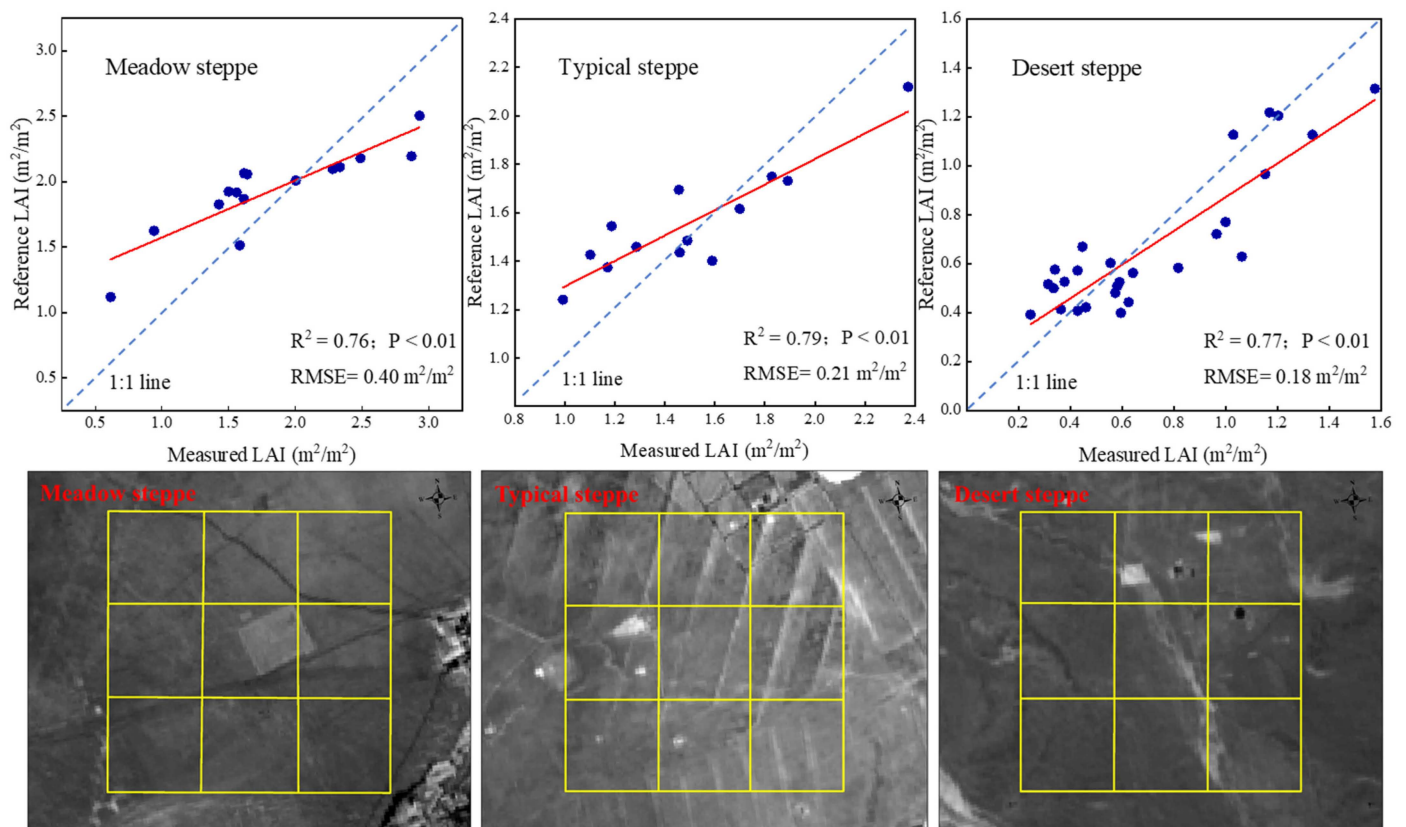 Meadow steppe
Reference LAI (m²/m²)
3.0
2.5
2.0
1.5
1.0
0.5
R² = 0.76; P < 0.01
RMSE= 0.40 m²/m²
1:1 line
0.5 1.0 1.5 2.0 2.5 3.0
Measured LAI (m²/m²)
Typical steppe
Reference LAI (m²/m²)
2.4
2.2
2.0
1.8
1.6
1.4
1.2
1.0
R² = 0.79; P < 0.01
RMSE= 0.21 m²/m²
1:1 line
0.8 1.0 1.2 1.4 1.6 1.8 2.0 2.2 2.4
Measured LAI (m²/m²)
Desert steppe
Reference LAI (m²/m²)
1.6
1.4
1.2
1.0
0.8
0.6
0.4
0.2
0.0
R² = 0.77; P < 0.01
RMSE= 0.18 m²/m²
1:1 line
0.2 0.4 0.6 0.8 1.0 1.2 1.4 1.6
Measured LAI (m²/m²)
Meadow steppe
Typical steppe
Desert steppe